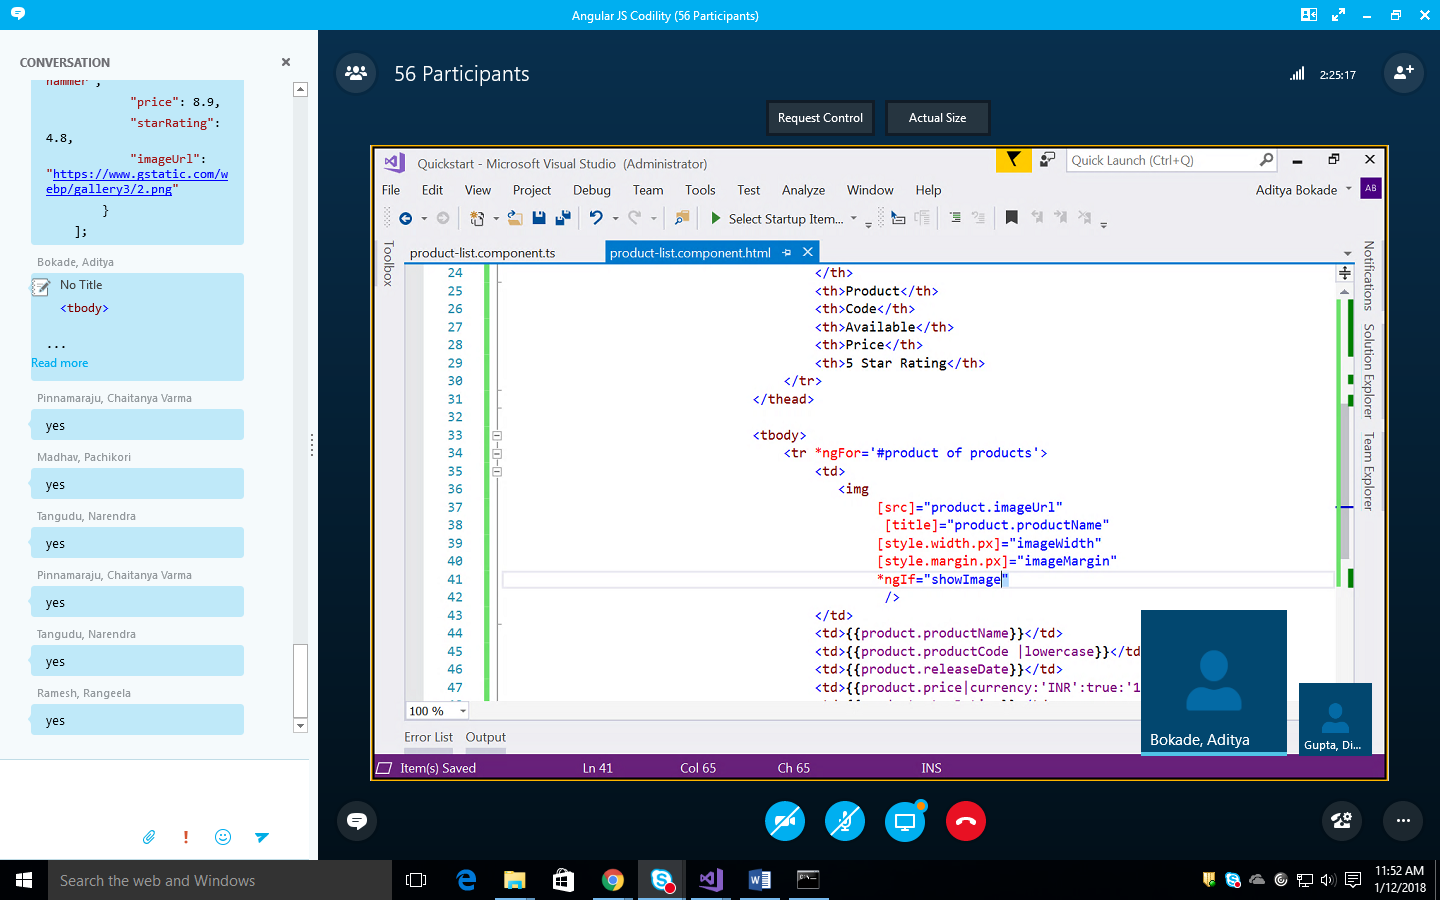 Angular JS Codility (56 Participants)
CONVERSATION
hammer",
"price": 8.9,
"starRating":
4.8,
"imageUrl":
"https://www.gstatic.com/w
ebp/gallery3/2.png"
}
];
Bokade, Aditya
No Title
<tbody>
...
Read more
Pinnamaraju, Chaitanya Varma
yes
Madhav, Pachikori
yes
Tangudu, Narendra
yes
Pinnamaraju, Chaitanya Varma
yes
Tangudu, Narendra
yes
Ramesh, Rangeela
yes
56 Participants
2:25:17
Request Control
Actual Size
Quickstart - Microsoft Visual Studio (Administrator)
Quick Launch (Ctrl+Q)
File Edit View Project Debug Team Tools Test Analyze Window Help
Aditya Bokade
AB
Select Startup Item...
Toolbox
product-list.component.ts
product-list.component.html
Notifications
Solution Explorer
Team Explorer
24 </th>
25 <th>Product</th>
26 <th>Code</th>
27 <th>Available</th>
28 <th>Price</th>
29 <th>5 Star Rating</th>
30 </tr>
31 </thead>
32
33 <tbody>
34 <tr *ngFor='#product of products'>
35 <td>
36 <img
37 [src]="product.imageUrl"
38 [title]="product.productName"
39 [style.width.px]="imageWidth"
40 [style.margin.px]="imageMargin"
41 *ngIf="showImage"
42 />
43 </td>
44 <td>{{product.productName}}</td>
45 <td>{{product.productCode |lowercase}}</td
46 <td>{{product.releaseDate}}</td>
47 <td>{{product.price|currency:'INR':true:'1
100 %
Error List Output
Item(s) Saved
Ln 41 Col 65 Ch 65 INS
Bokade, Aditya
Gupta, Di...
Search the web and Windows
11:52 AM
1/12/2018